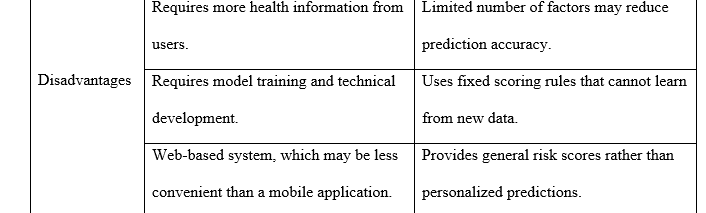 Requires more health information from
users.
Limited number of factors may reduce
prediction accuracy.
Disadvantages
Requires model training and technical
development.
Uses fixed scoring rules that cannot learn
from new data.
Web-based system, which may be less
convenient than a mobile application.
Provides general risk scores rather than
personalized predictions.